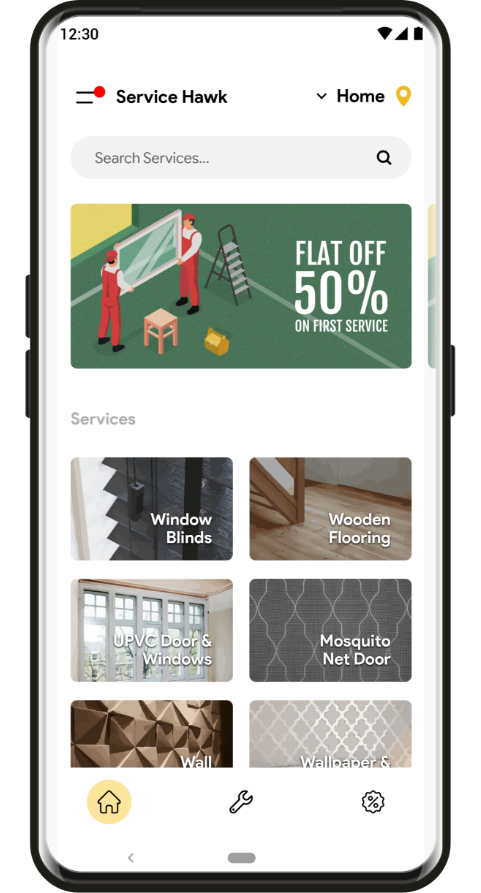 12:30
Service Hawk
Home
Search Services...
FLAT OFF
50%
ON FIRST SERVICE
Services
Window
Blinds
Wooden
Flooring
UPVC Door &
Windows
Mosquito
Net Door
Wall
Wallpaper &